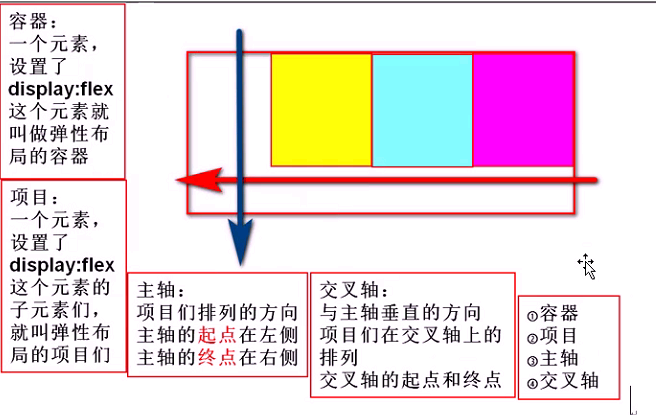 容器：
一个元素，
设置了
display:flex
这个元素就
叫做弹性布
局的容器
项目：
一个元素，
设置了
display:flex
这个元素的
子元素们，
就叫弹性布
局的项目们
主轴：
项目们排列的方向
主轴的起点在左侧
主轴的终点在右侧
交叉轴：
与主轴垂直的方向
项目们在交叉轴上的
排列
交叉轴的起点和终点
①容器
②项目
③主轴
④交叉轴